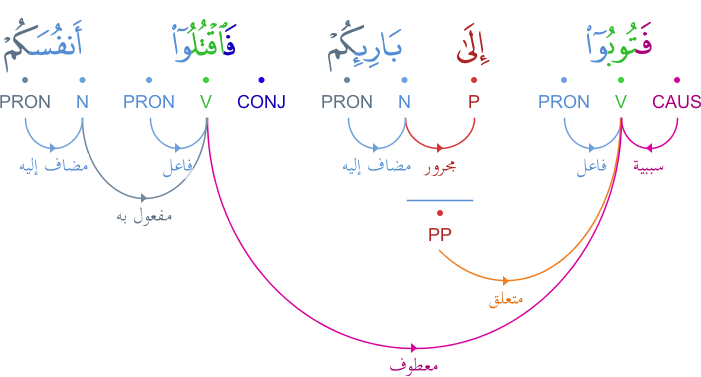 فَتُوبُوٓا۟ إِلَىٰ بَارِئِكُمْ فَٱقْتُلُوٓا۟ أَنفُسَكُمْ
CAUS V PRON P N PRON CONJ V PRON N PRON
سببية فاعل مجرور مضاف إليه فاعل مضاف إليه
مفعول به
PP
متعلق
معطوف